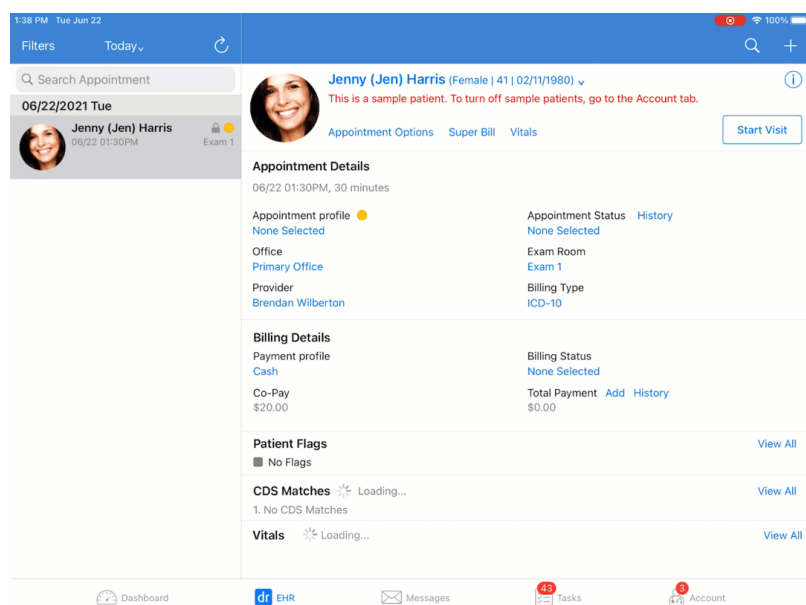 1:38 PM Tue Jun 22
100%
Filters
Today
Search Appointment
06/22/2021 Tue
Jenny (Jen) Harris
06/22 01:30PM
Exam 1
Jenny (Jen) Harris (Female | 41 | 02/11/1980)
This is a sample patient. To turn off sample patients, go to the Account tab.
Appointment Options Super Bill Vitals
Start Visit
Appointment Details
06/22 01:30PM, 30 minutes
Appointment profile
None Selected
Appointment Status History
None Selected
Office
Primary Office
Exam Room
Exam 1
Provider
Brendan Wilberton
Billing Type
ICD-10
Billing Details
Payment profile
Cash
Billing Status
None Selected
Co-Pay
$20.00
Total Payment Add History
$0.00
Patient Flags
View All
No Flags
CDS Matches Loading...
View All
1. No CDS Matches
Vitals Loading...
View All
Dashboard
dr EHR
Messages
43 Tasks
3 Account